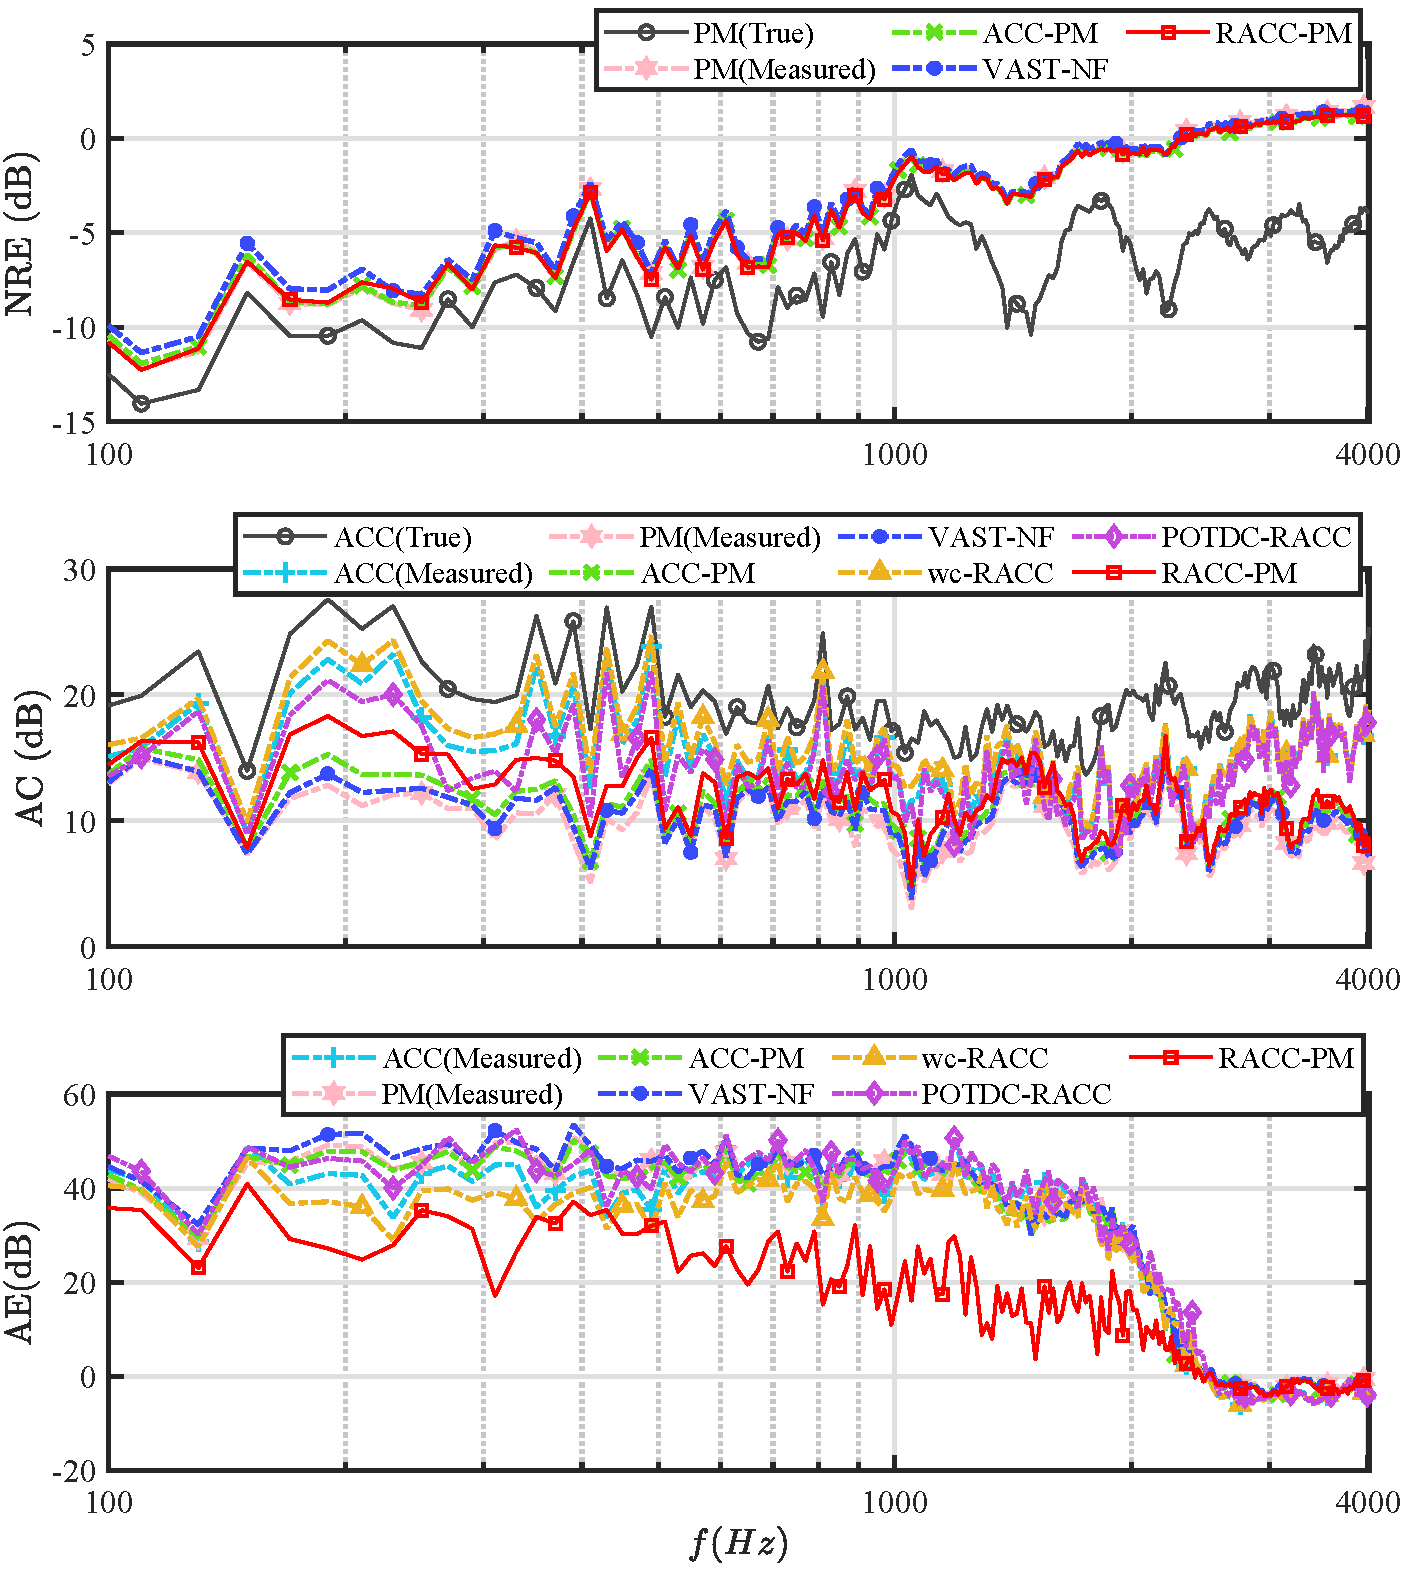 PM(True) ACC-PM RACC-PM
PM(Measured) VAST-NF
5
0
-5
-10
-15
NRE (dB)
100 1000 4000
ACC(True) PM(Measured) VAST-NF POTDC-RACC
ACC(Measured) ACC-PM wc-RACC RACC-PM
30
20
10
0
AC (dB)
100 1000 4000
ACC(Measured) ACC-PM wc-RACC RACC-PM
PM(Measured) VAST-NF POTDC-RACC
60
40
20
0
-20
AE(dB)
100 1000 4000
f(Hz)